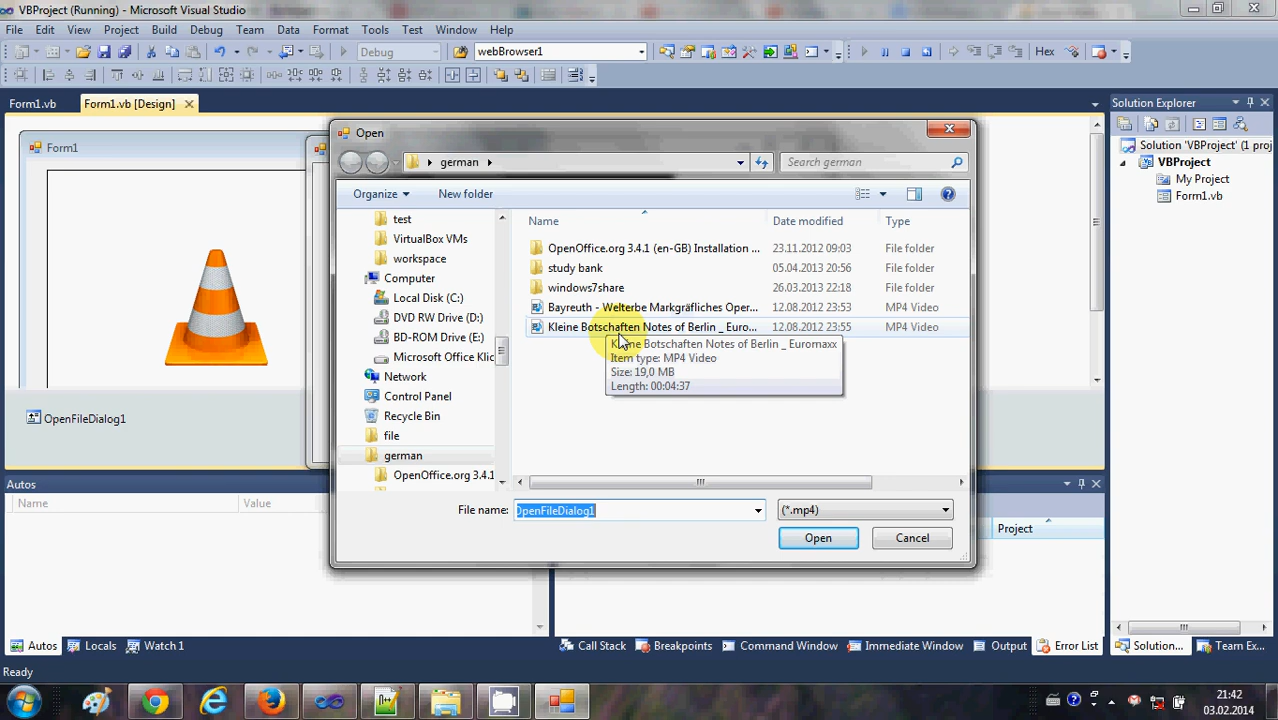 VBProject (Running) - Microsoft Visual Studio
File Edit View Project Build Debug Team Data Format Tools Test Window Help
Debug webBrowser1 Hex
Form1.vb Form1.vb [Design]
Solution Explorer
Form1
Open
Solution 'VBProject' (1 proj
VBProject
My Project
Form1.vb
german
Search german
Organize New folder
Name Date modified Type
test
VirtualBox VMs
workspace
Computer
Local Disk (C:)
DVD RW Drive (D:)
BD-ROM Drive (E:)
Microsoft Office Klic
Network
Control Panel
Recycle Bin
file
german
OpenOffice.org 3.4.1
OpenOffice.org 3.4.1 (en-GB) Installation ... 23.11.2012 09:03 File folder
study bank 05.04.2013 20:56 File folder
windows7share 26.03.2013 22:18 File folder
Bayreuth - Welterbe Markgräfliches Oper... 12.08.2012 23:53 MP4 Video
Kleine Botschaften Notes of Berlin _ Euro... 12.08.2012 23:55 MP4 Video
Kleine Botschaften Notes of Berlin _ Euromaxx
Item type: MP4 Video
Size: 19,0 MB
Length: 00:04:37
OpenFileDialog1
File name: OpenFileDialog1 (*.mp4)
Open Cancel
Autos
Name Value
Project
Autos Locals Watch 1
Call Stack Breakpoints Command Window Immediate Window Output Error List
Solution... Team Ex...
Ready
21:42
03.02.2014